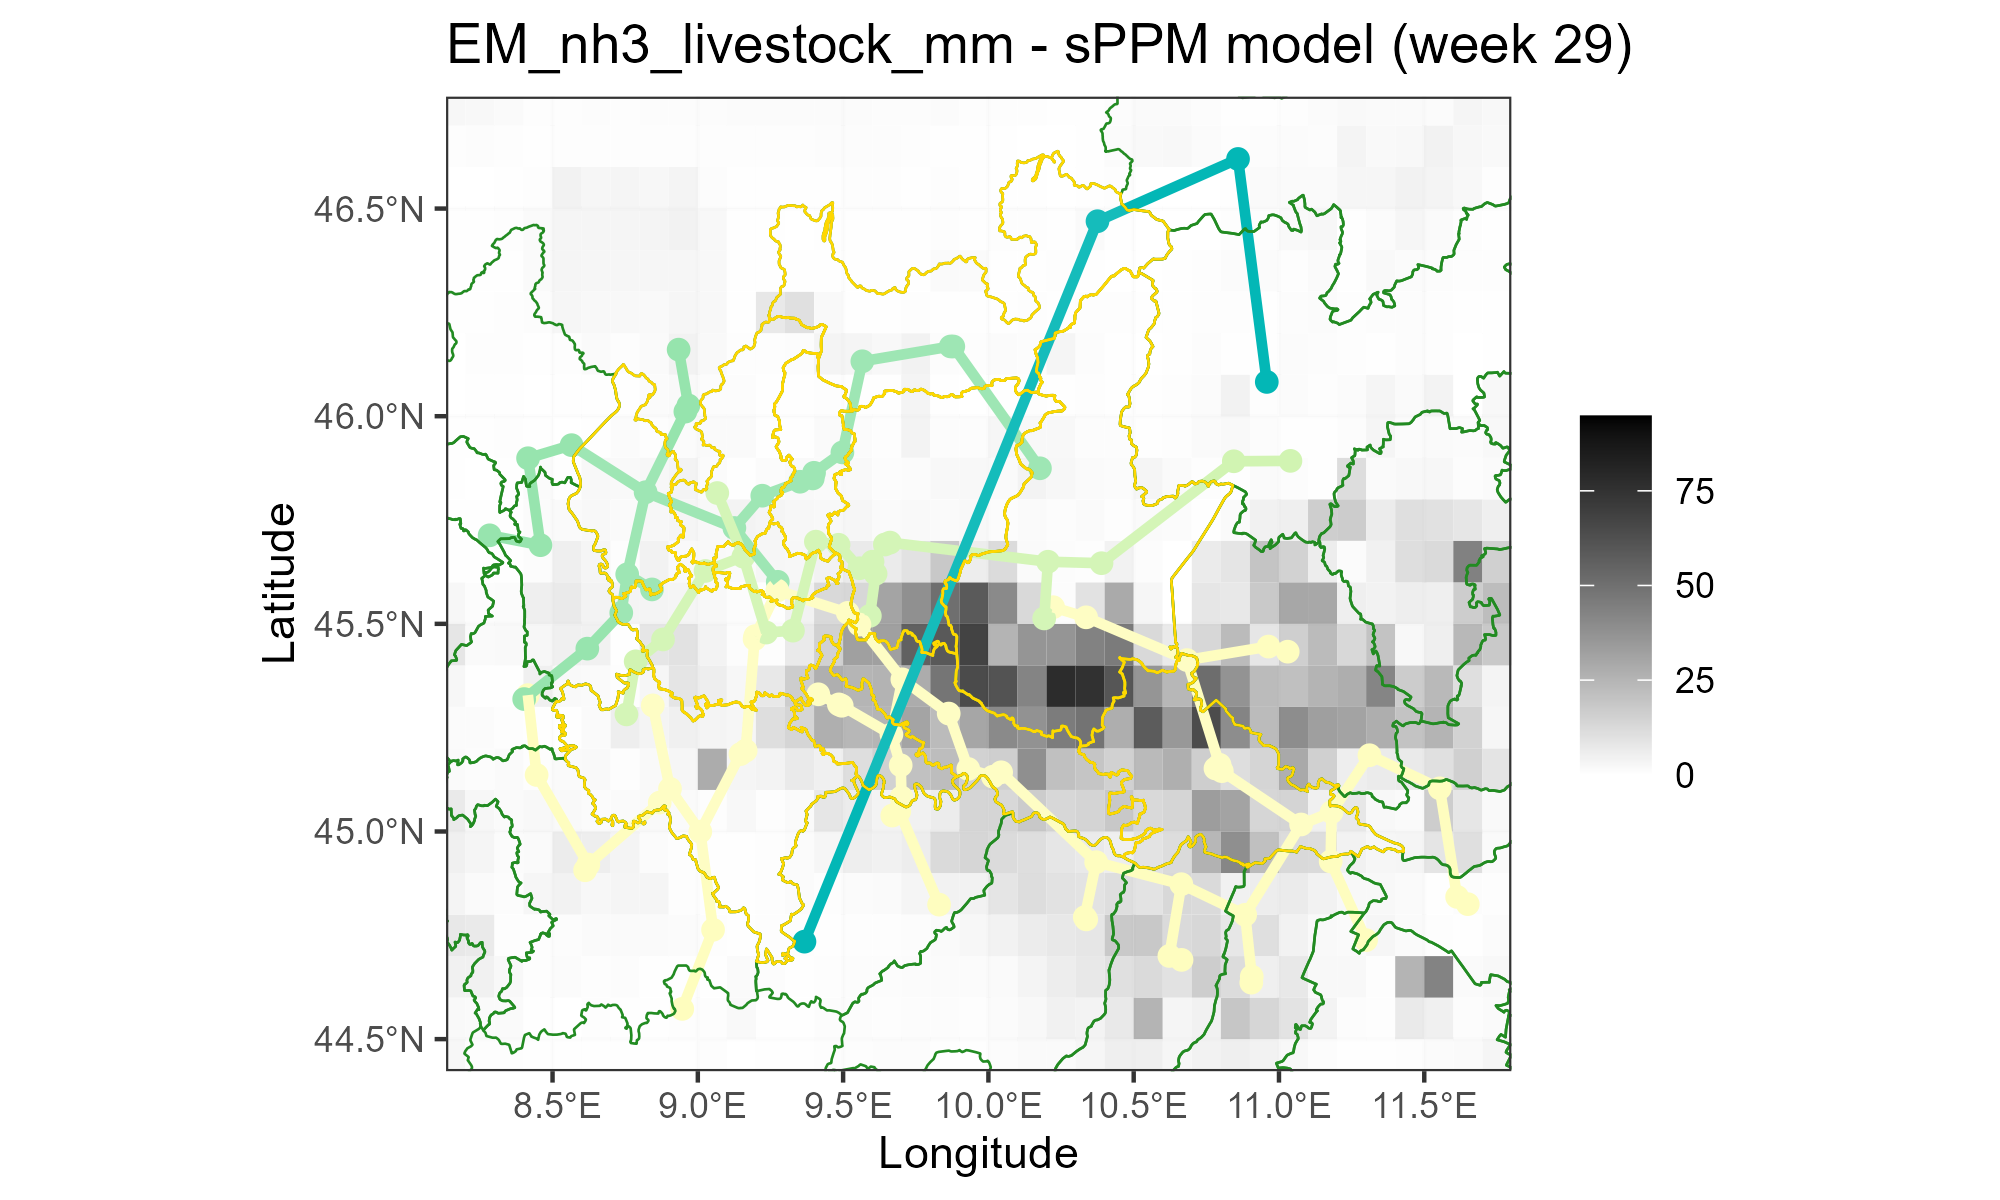 EM_nh3_livestock_mm - sPPM model (week 29)
46.5°N
46.0°N
45.5°N
45.0°N
44.5°N
Latitude
8.5°E 9.0°E 9.5°E 10.0°E 10.5°E 11.0°E 11.5°E
Longitude
75
50
25
0